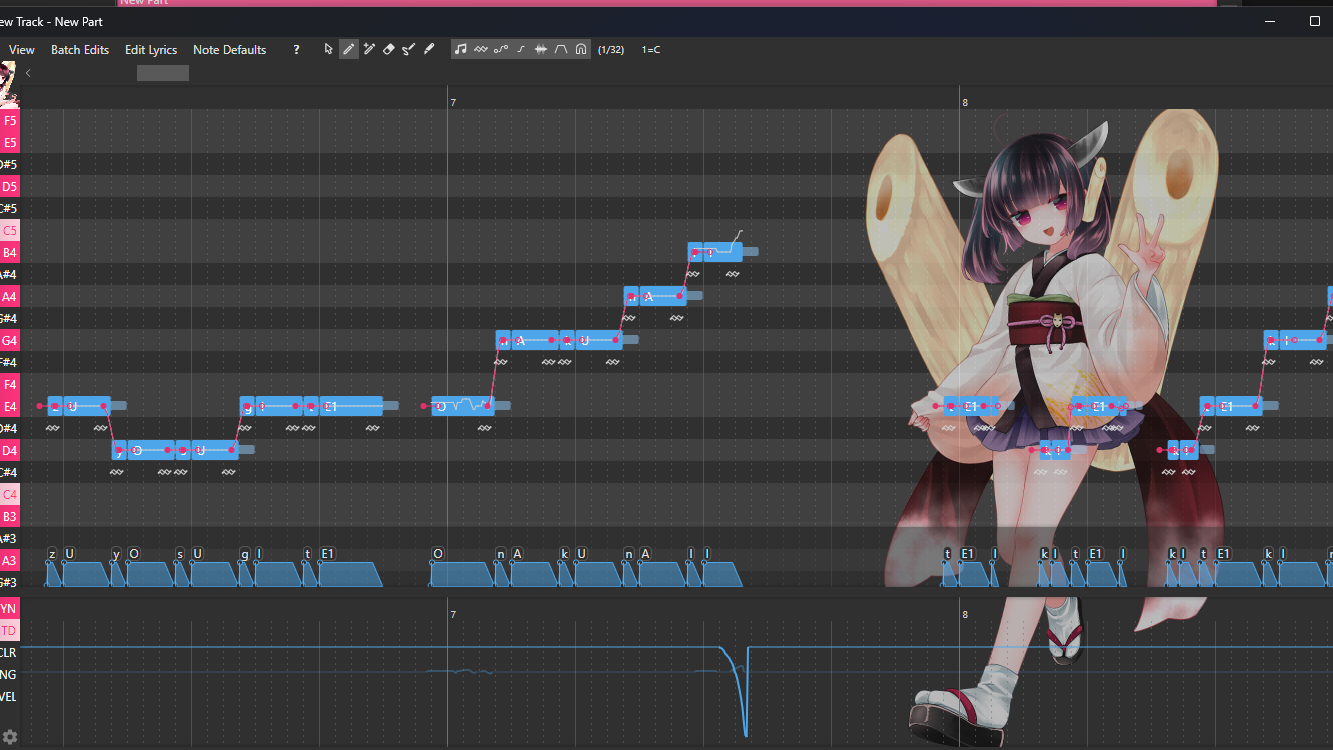 New Part
ew Track - New Part
View Batch Edits Edit Lyrics Note Defaults ? (1/32) 1=C
7 8
F5
E5
D#5
D5
C#5
C5
B4
A#4
A4
G#4
G4
F#4
F4
E4
D#4
D4
C#4
C4
B3
A#3
A3
G#3
U g E1 O A k U A E1 E1 E1
y O U k k
z U y O s U g I t E1 O n A k U n A I I t E1 I k I t E1 I k I t E1 k I
7 8
YN
TD
CLR
NG
VEL